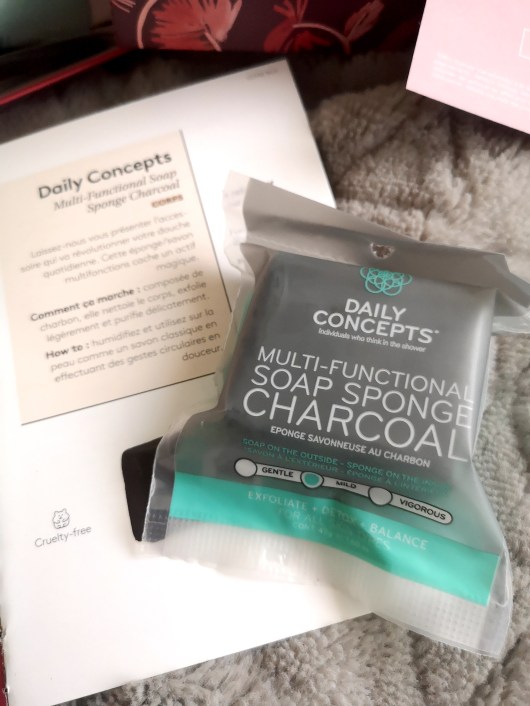 Daily Concepts
Multi-Functional Soap
Sponge Charcoal
CORPS
Laissez-nous vous présenter l'acces-
soire qui va révolutionner votre douche
quotidienne. Cette éponge/savon
multifonctions cache un actif
magique.
Comment ça marche : composée de
charbon, elle nettoie le corps, exfolie
légèrement et purifie délicatement.
How to : humidifiez et utilisez sur la
peau comme un savon classique en
effectuant des gestes circulaires en
douceur.
Cruelty-free
DAILY
CONCEPTS
Individuals who think in the shower
MULTI-FUNCTIONAL
SOAP SPONGE
CHARCOAL
EPONGE SAVONNEUSE AU CHARBON
SOAP ON THE OUTSIDE - SPONGE ON THE
SAVON À L'EXTÉRIEUR - ÉPONGE À
GENTLE
MILD
VIGOROUS
EXFOLIATE • DETOX • BALANCE